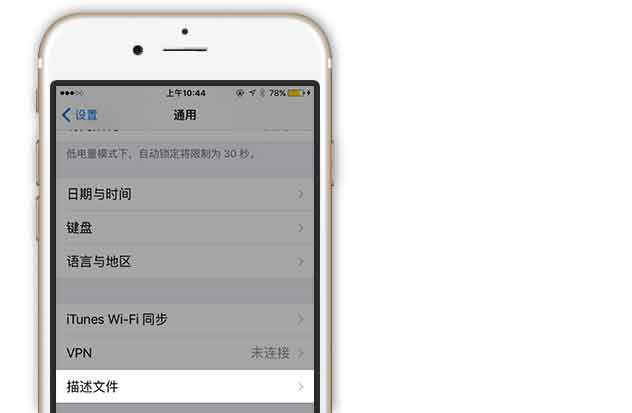 上午10:44
78%
设置
通用
低电量模式下，自动锁定将限制为 30 秒。
日期与时间
键盘
语言与地区
iTunes Wi-Fi 同步
VPN 未连接
描述文件